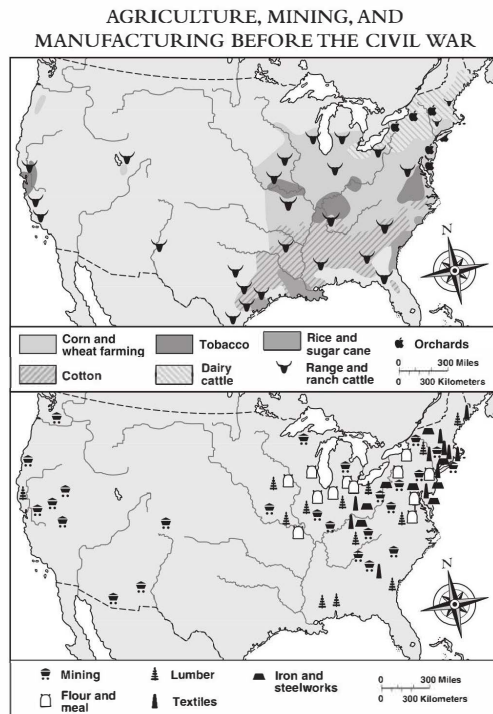 AGRICULTURE, MINING, AND
MANUFACTURING BEFORE THE CIVIL WAR
N
Corn and
wheat farming
Tobacco
Rice and
sugar cane
Orchards
Cotton
Dairy
cattle
Range and
ranch cattle
0 300 Miles
0 300 Kilometers
N
Mining
Lumber
Iron and
steelworks
Flour and
meal
Textiles
0 300 Miles
0 300 Kilometers